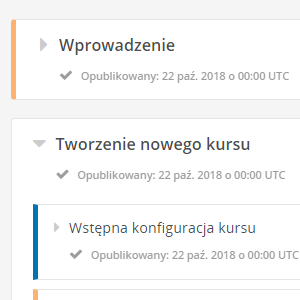 Wprowadzenie
Opublikowany: 22 paź. 2018 o 00:00 UTC
Tworzenie nowego kursu
Opublikowany: 22 paź. 2018 o 00:00 UTC
Wstępna konfiguracja kursu
Opublikowany: 22 paź. 2018 o 00:00 UTC